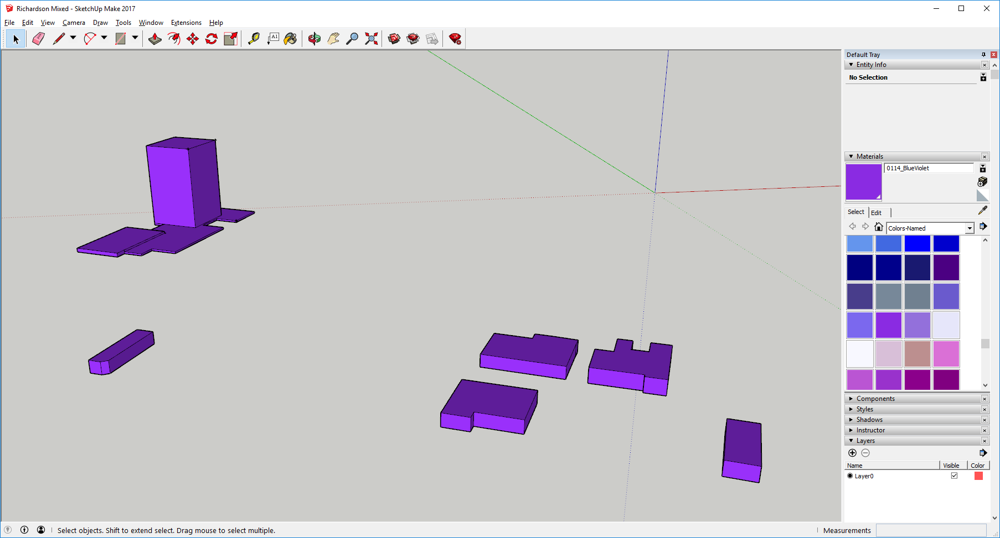 Richardson Mixed - SketchUp Make 2017
File Edit View Camera Draw Tools Window Extensions Help
A1
Default Tray
Entity Info
No Selection
Materials
0114_BlueViolet
Select Edit
Colors-Named
Components
Styles
Shadows
Instructor
Layers
Name Visible Color
Layer0
Select objects. Shift to extend select. Drag mouse to select multiple.
Measurements